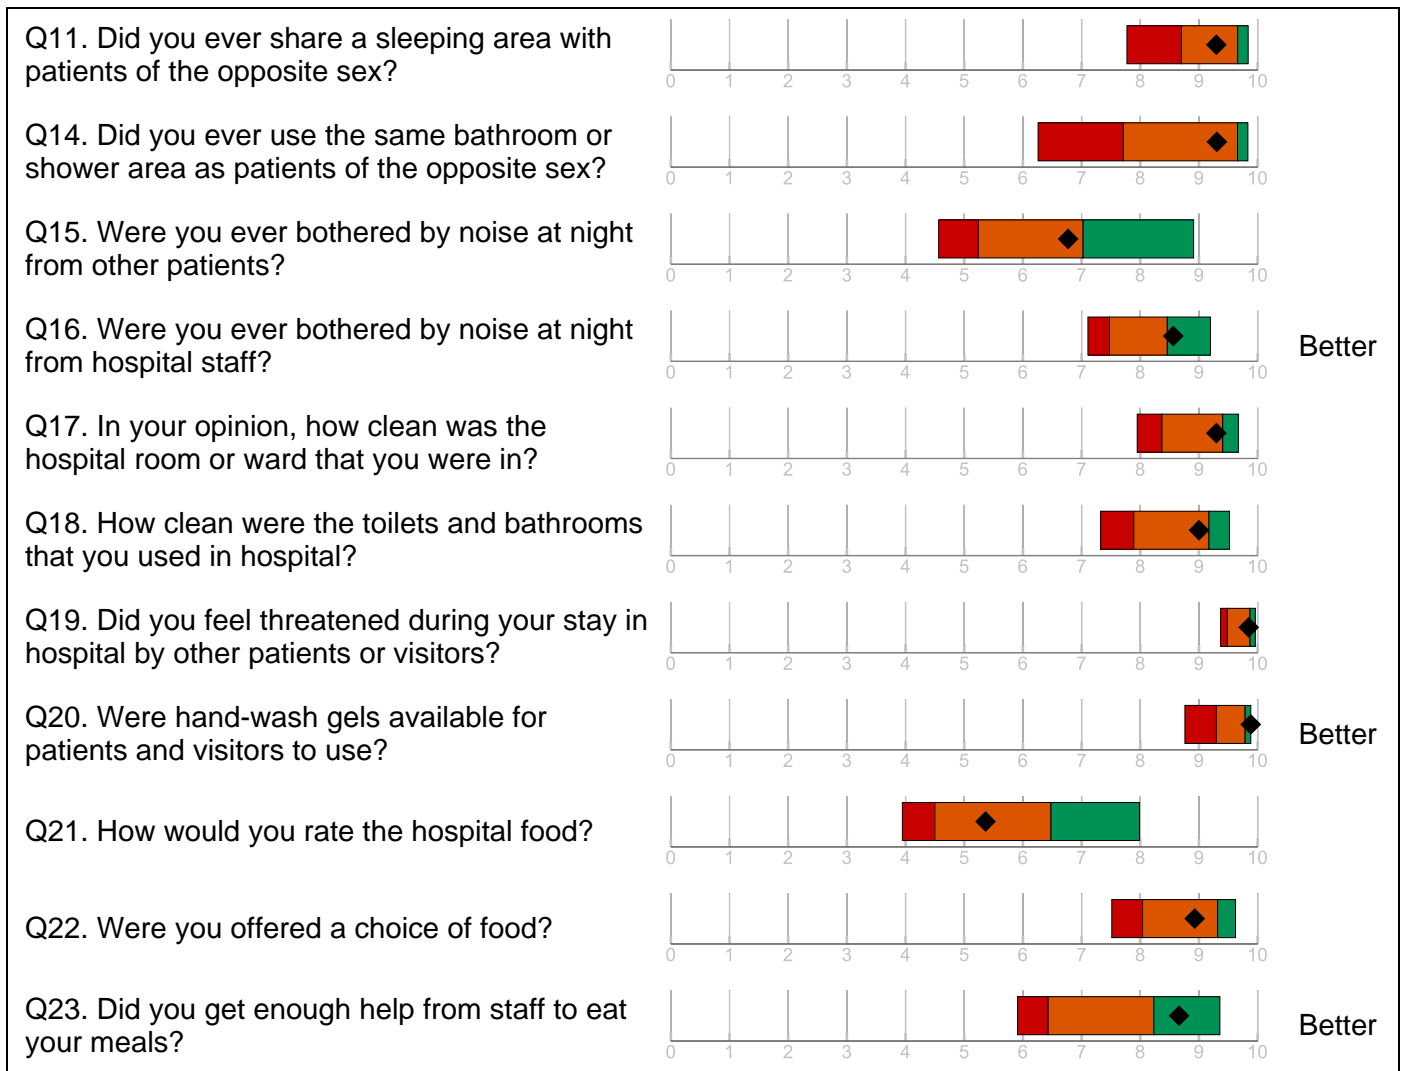 Q11. Did you ever share a sleeping area with
patients of the opposite sex?
0 1 2 3 4 5 6 7 8 9 10
Q14. Did you ever use the same bathroom or
shower area as patients of the opposite sex?
0 1 2 3 4 5 6 7 8 9 10
Q15. Were you ever bothered by noise at night
from other patients?
0 1 2 3 4 5 6 7 8 9 10
Q16. Were you ever bothered by noise at night
from hospital staff?
Better
0 1 2 3 4 5 6 7 8 9 10
Q17. In your opinion, how clean was the
hospital room or ward that you were in?
0 1 2 3 4 5 6 7 8 9 10
Q18. How clean were the toilets and bathrooms
that you used in hospital?
0 1 2 3 4 5 6 7 8 9 10
Q19. Did you feel threatened during your stay in
hospital by other patients or visitors?
0 1 2 3 4 5 6 7 8 9 10
Q20. Were hand-wash gels available for
patients and visitors to use?
Better
0 1 2 3 4 5 6 7 8 9 10
Q21. How would you rate the hospital food?
0 1 2 3 4 5 6 7 8 9 10
Q22. Were you offered a choice of food?
0 1 2 3 4 5 6 7 8 9 10
Q23. Did you get enough help from staff to eat
your meals?
Better
0 1 2 3 4 5 6 7 8 9 10